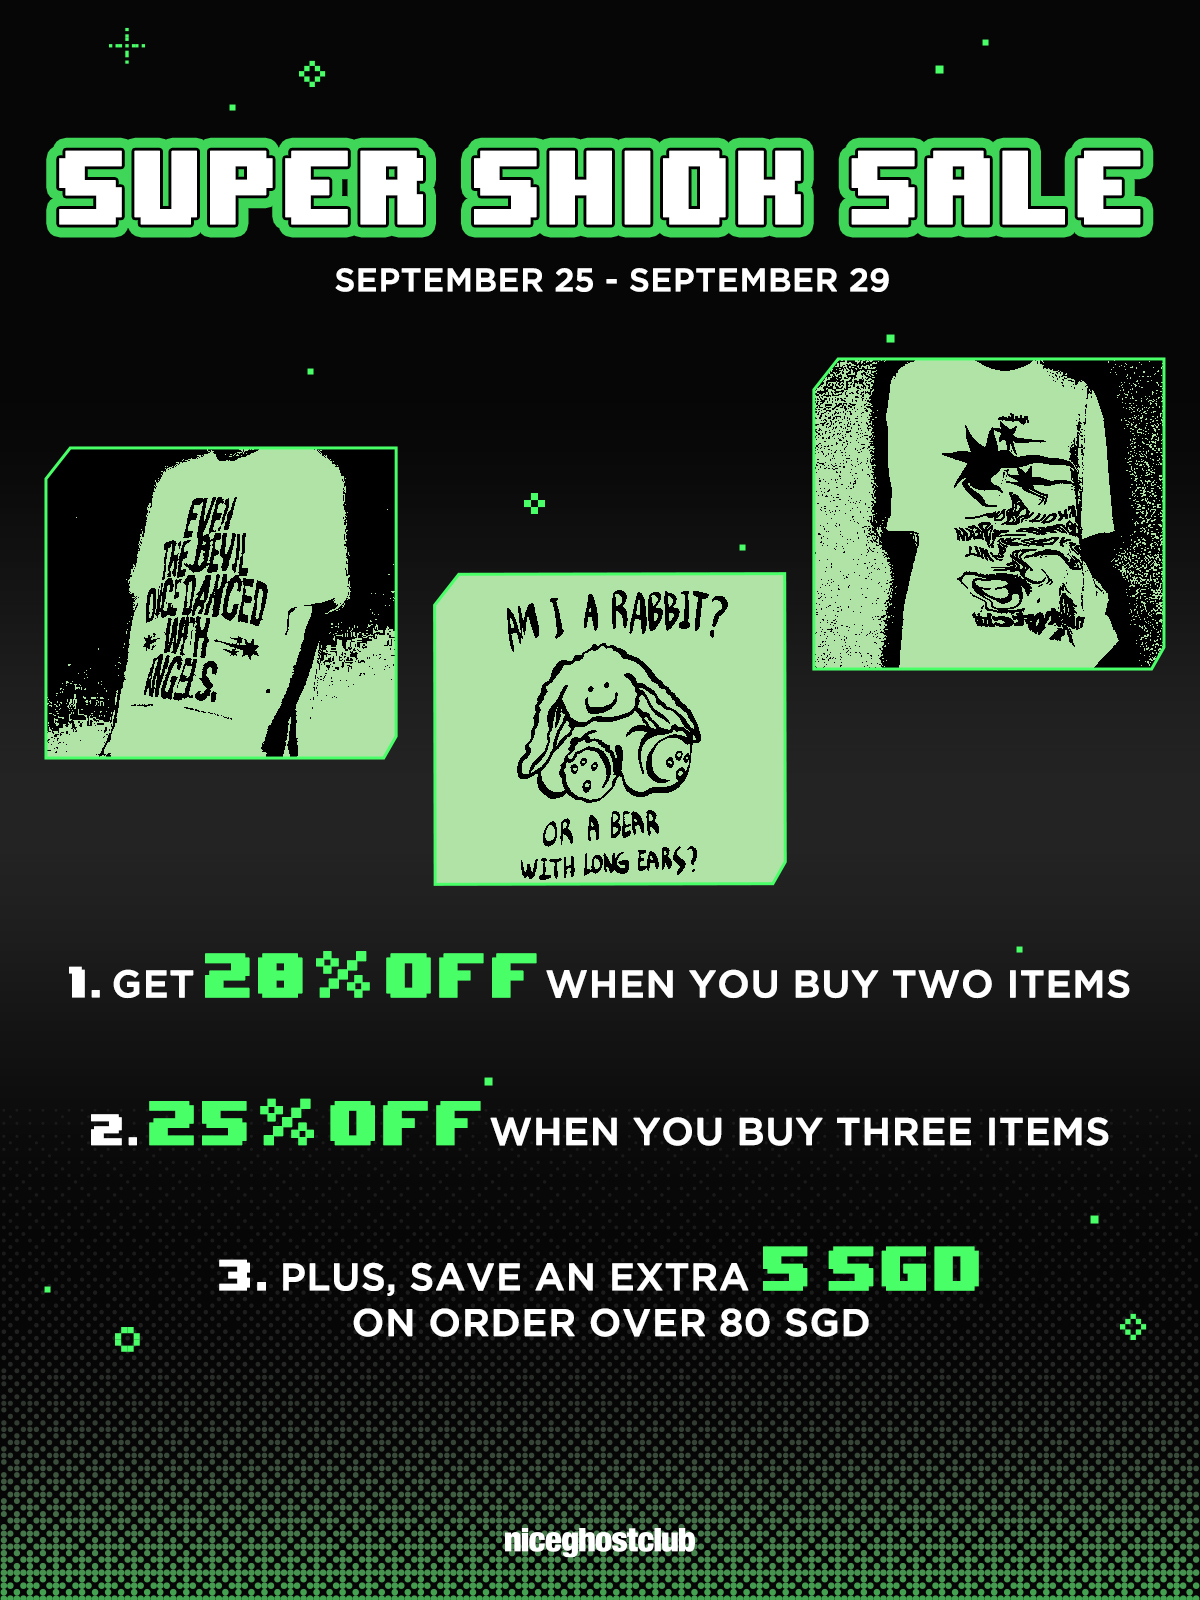 SUPER SHIOK SALE
SEPTEMBER 25 - SEPTEMBER 29
EVEN
THE DEVIL
ONCE DANCED
WITH
ANGELS.
AM I A RABBIT?
OR A BEAR
WITH LONG EARS?
1. GET 28% OFF WHEN YOU BUY TWO ITEMS
2. 25% OFF WHEN YOU BUY THREE ITEMS
3. PLUS, SAVE AN EXTRA 5 SGD
ON ORDER OVER 80 SGD
niceghostclub